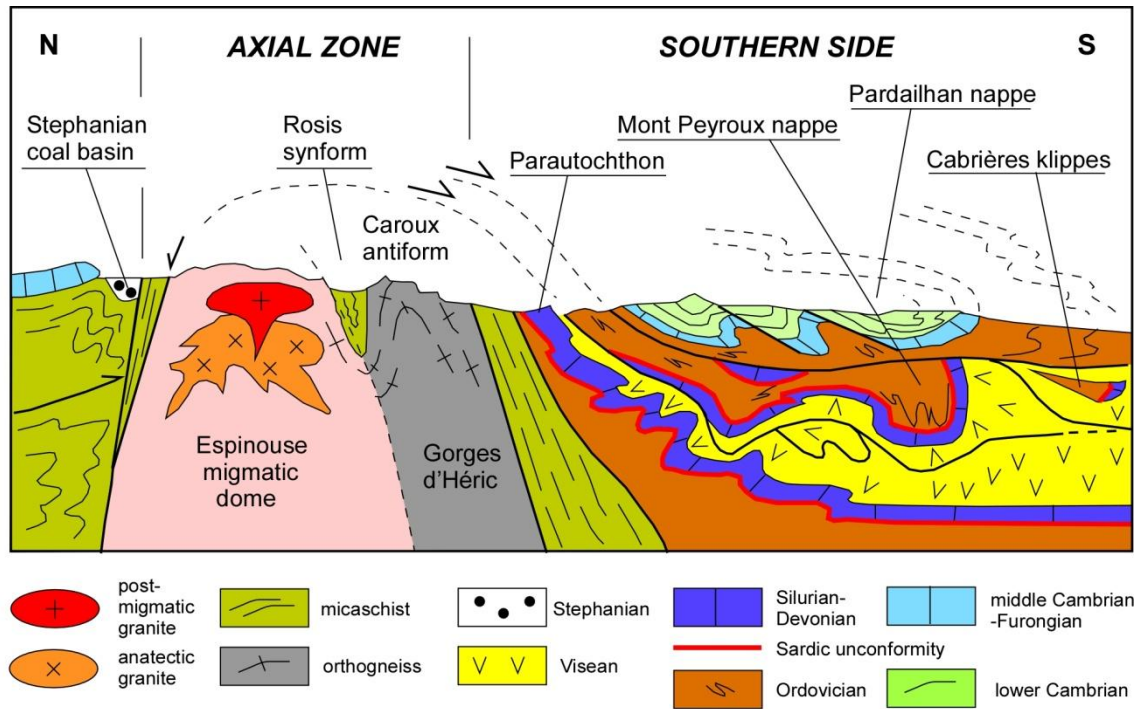 N
AXIAL ZONE
SOUTHERN SIDE
S
Pardailhan nappe
Stephanian
coal basin
Rosis
synform
Mont Peyroux nappe
Parautochthon
Cabrières klippes
Caroux
antiform
Espinouse
migmatic
dome
Gorges
d'Héric
post-
migmatic
granite
micaschist
Stephanian
Silurian-
Devonian
middle Cambrian
-Furongian
Sardic unconformity
anatectic
granite
orthogneiss
Visean
Ordovician
lower Cambrian